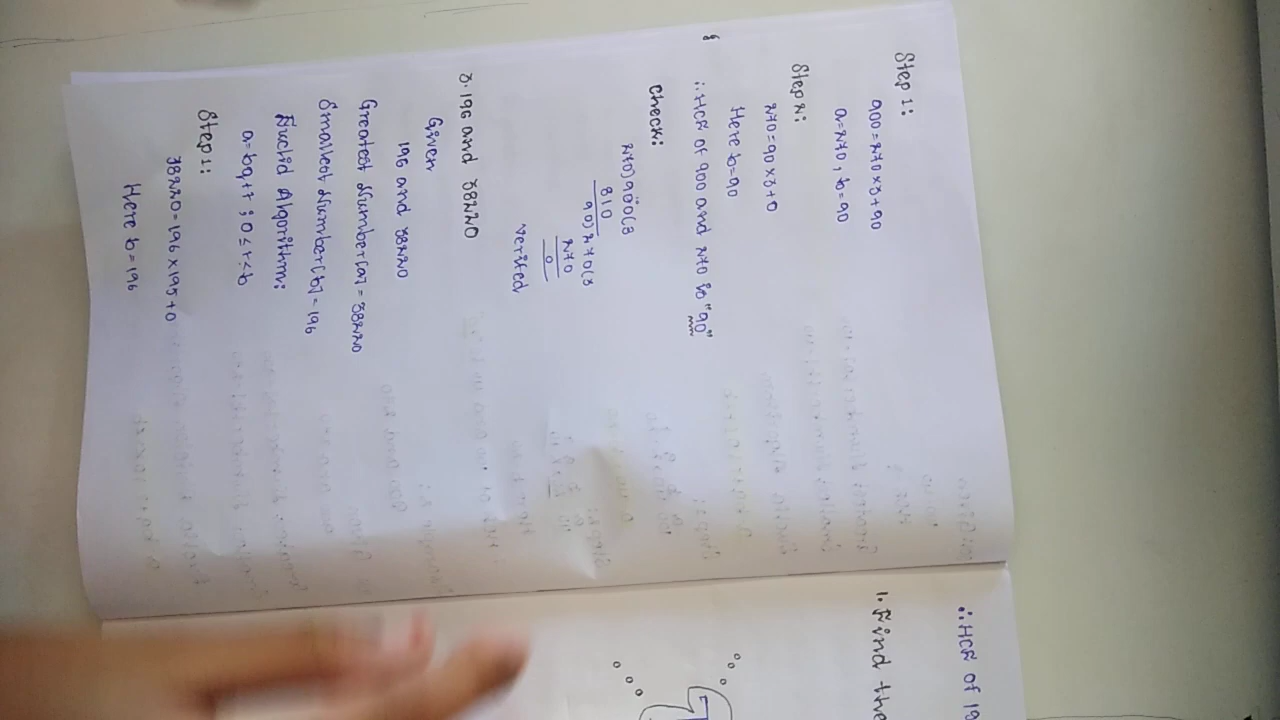 Step 1:
900 = 270 × 3 + 90
a = 270, b = 90
Step 2:
270 = 90 × 3 + 0
Here b = 90
∴ HCF of 900 and 270 is "90"
Check:
270)900(3
810
90)270(3
270
0
Verified
3. 196 and 38220
Given
196 and 38220
Greatest Number[a] = 38220
Smallest Number[b] = 196
Euclid Algorithm:
a = bq + r ; 0 ≤ r < b
Step 1:
38220 = 196 × 195 + 0
Here b = 196
∴ HCF of 19
1. Find the